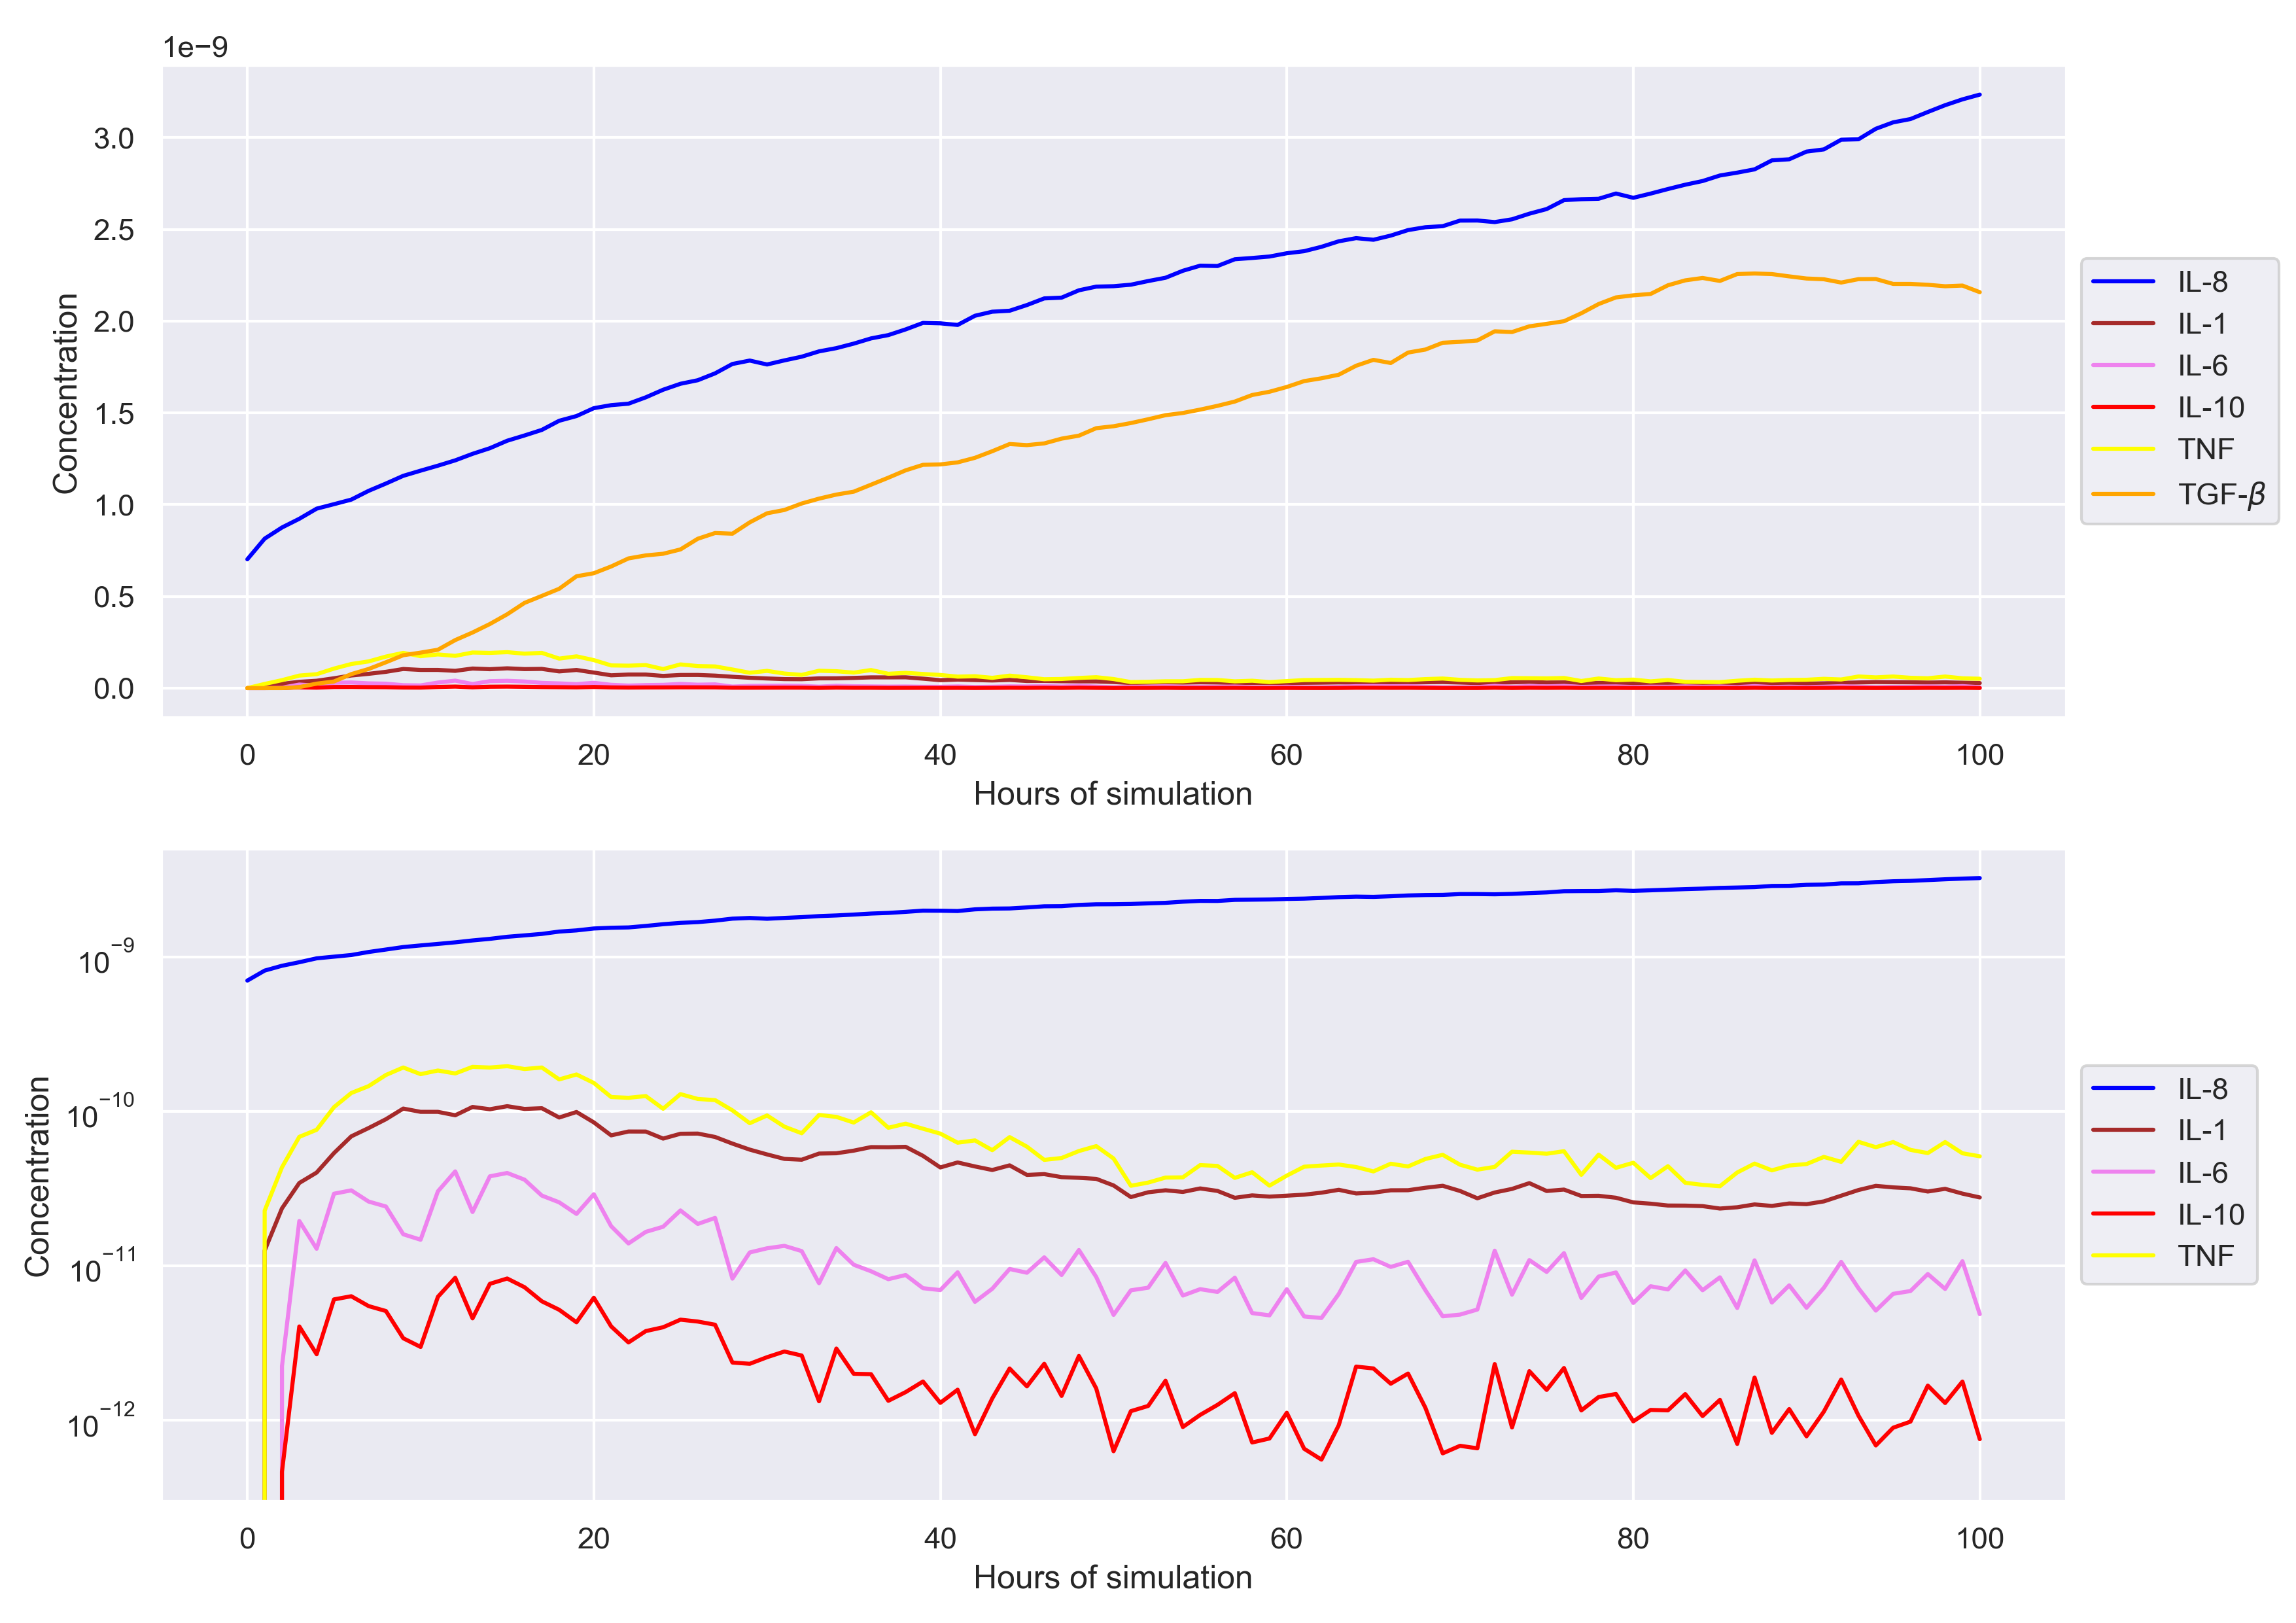 1e−9
3.0
2.5
2.0
1.5
1.0
0.5
0.0
Concentration
0 20 40 60 80 100
Hours of simulation
IL-8
IL-1
IL-6
IL-10
TNF
TGF-β
10⁻⁹
10⁻¹⁰
10⁻¹¹
10⁻¹²
Concentration
0 20 40 60 80 100
Hours of simulation
IL-8
IL-1
IL-6
IL-10
TNF